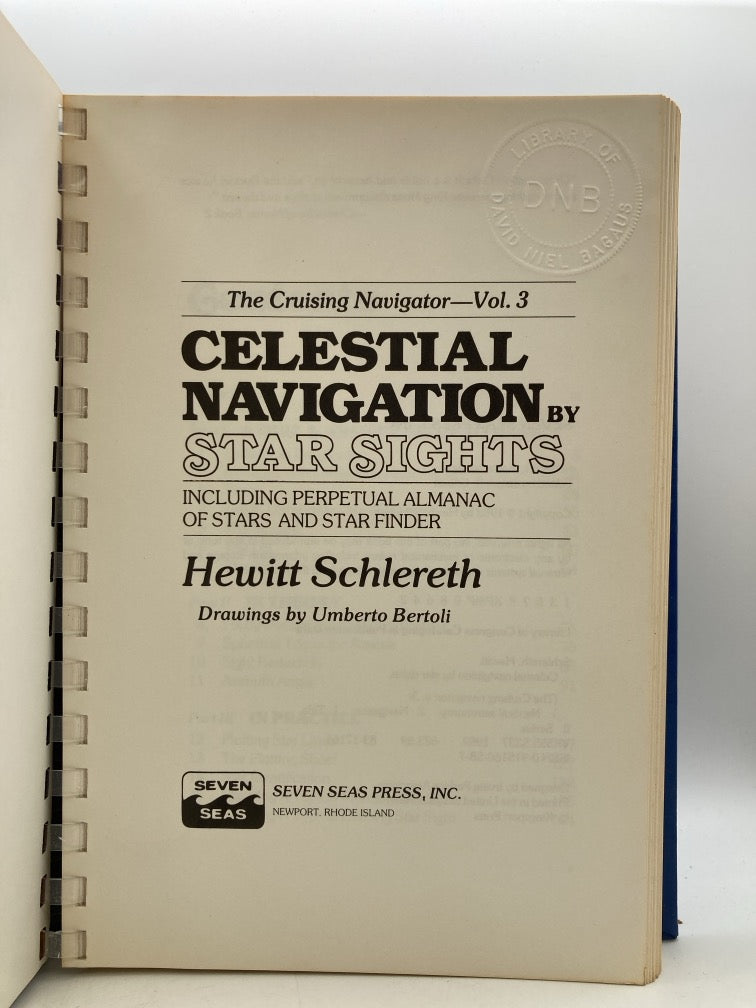 LIBRARY OF
DNB
DAVID NIEL BAGAUS
The Cruising Navigator—Vol. 3
CELESTIAL
NAVIGATION BY
STAR SIGHTS
INCLUDING PERPETUAL ALMANAC
OF STARS AND STAR FINDER
Hewitt Schlereth
Drawings by Umberto Bertoli
SEVEN
SEAS
SEVEN SEAS PRESS, INC.
NEWPORT, RHODE ISLAND